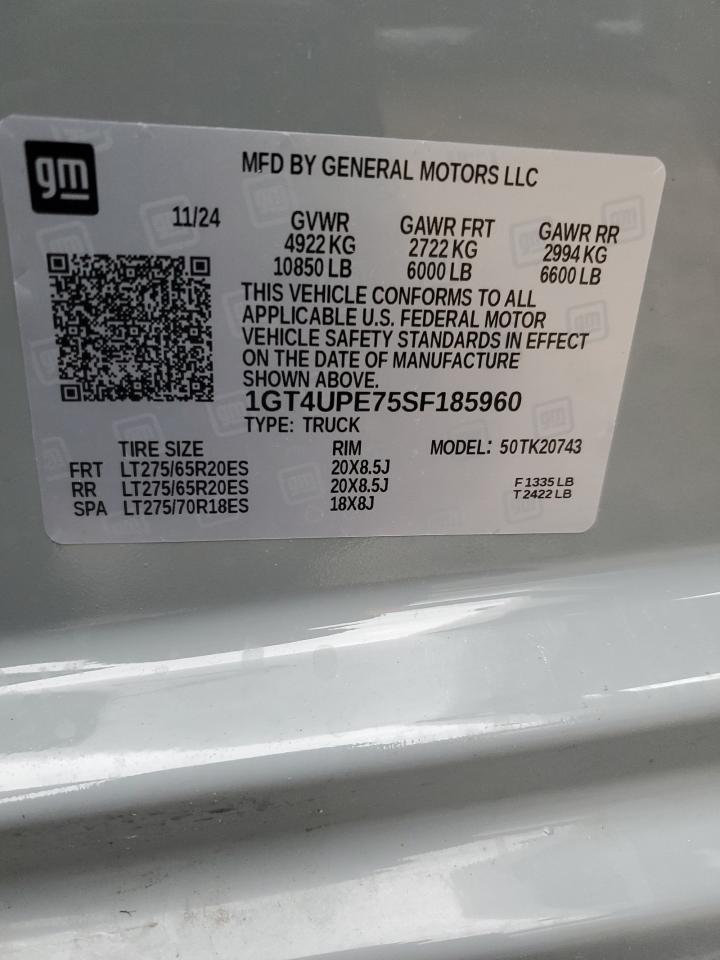 gm
MFD BY GENERAL MOTORS LLC
11/24 GVWR GAWR FRT GAWR RR
4922 KG 2722 KG 2994 KG
10850 LB 6000 LB 6600 LB
THIS VEHICLE CONFORMS TO ALL
APPLICABLE U.S. FEDERAL MOTOR
VEHICLE SAFETY STANDARDS IN EFFECT
ON THE DATE OF MANUFACTURE
SHOWN ABOVE.
1GT4UPE75SF185960
TYPE: TRUCK
TIRE SIZE RIM MODEL: 50TK20743
FRT LT275/65R20ES 20X8.5J
RR LT275/65R20ES 20X8.5J
SPA LT275/70R18ES 18X8J
F 1335 LB
T 2422 LB